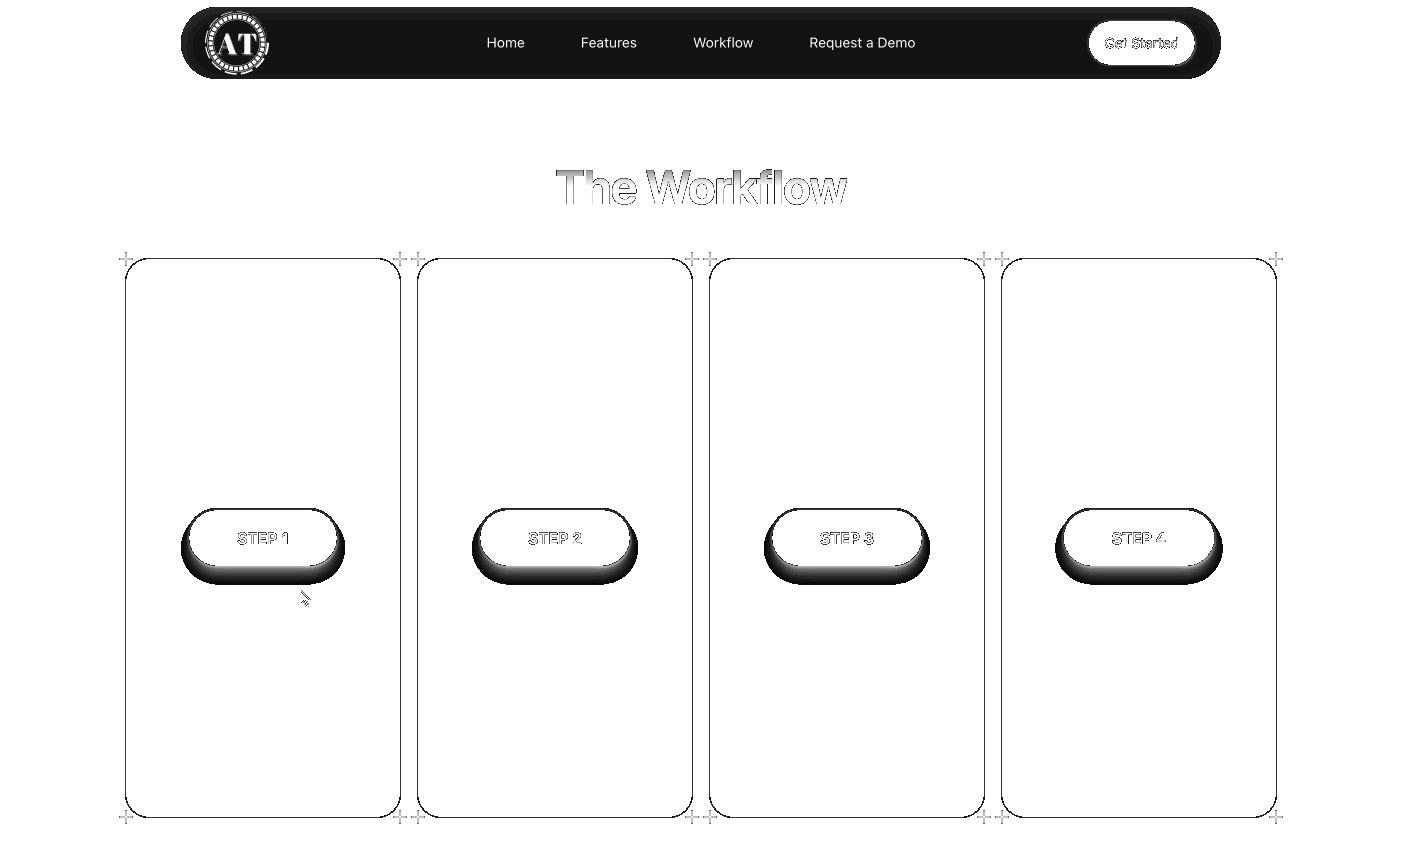 AT
Home
Features
Workflow
Request a Demo
Get Started
The Workflow
STEP 1
STEP 2
STEP 3
STEP 4